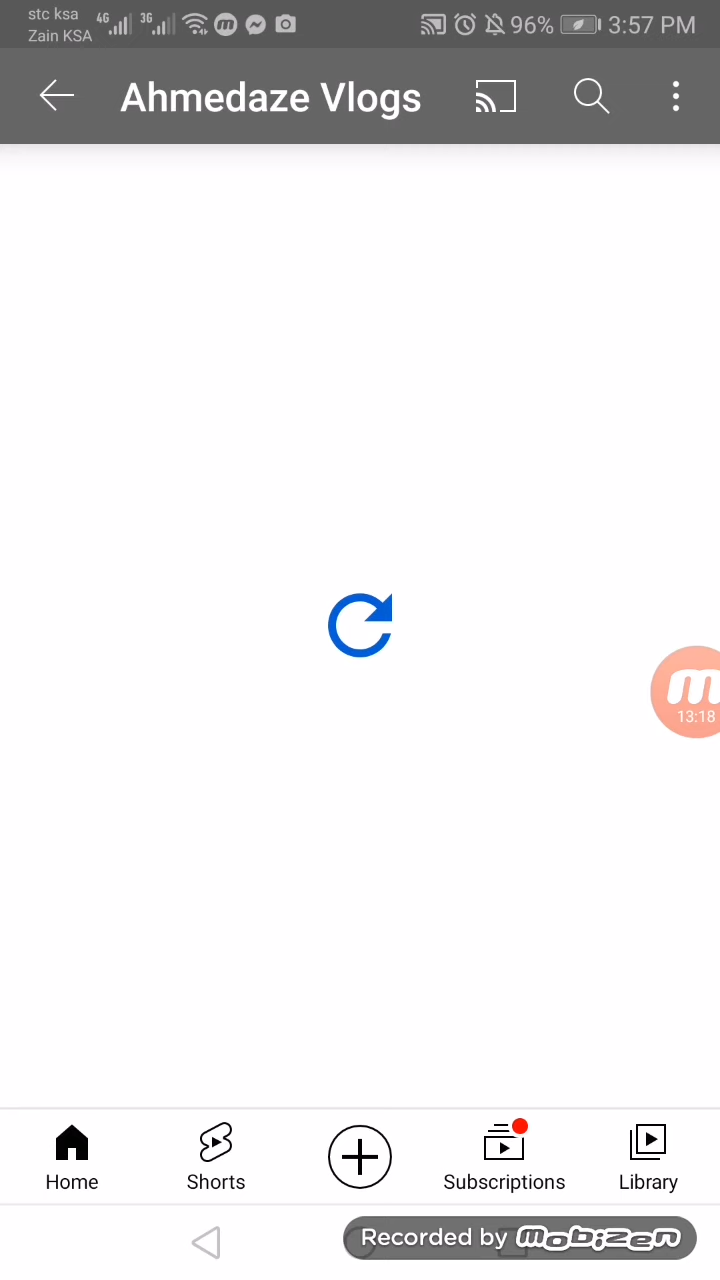 stc ksa
Zain KSA
4G
3G
96%
3:57 PM
Ahmedaze Vlogs
13:18
Home
Shorts
Subscriptions
Library
Recorded by mobizen